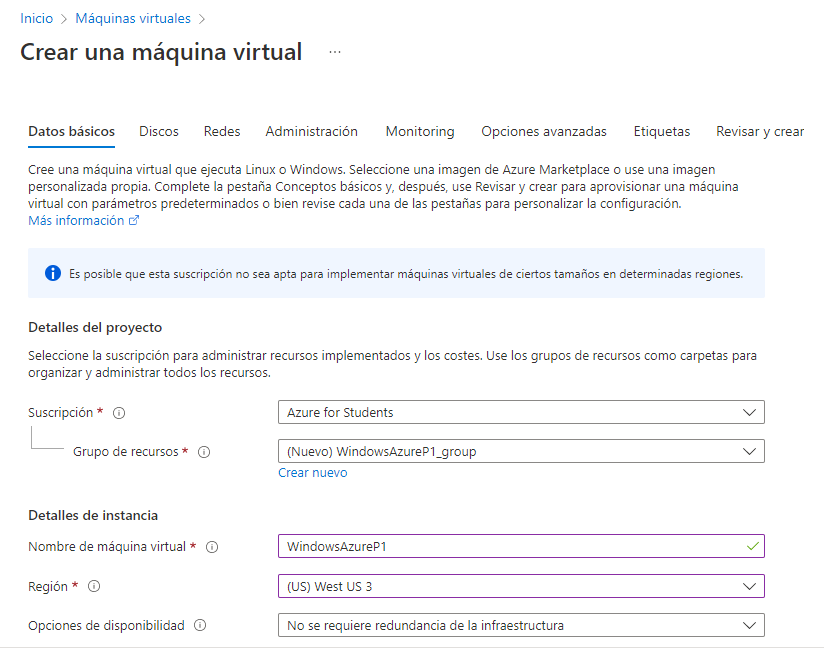 Inicio > Máquinas virtuales >
Crear una máquina virtual ...
Datos básicos Discos Redes Administración Monitoring Opciones avanzadas Etiquetas Revisar y crear
Cree una máquina virtual que ejecuta Linux o Windows. Seleccione una imagen de Azure Marketplace o use una imagen
personalizada propia. Complete la pestaña Conceptos básicos y, después, use Revisar y crear para aprovisionar una máquina
virtual con parámetros predeterminados o bien revise cada una de las pestañas para personalizar la configuración.
Más información
Es posible que esta suscripción no sea apta para implementar máquinas virtuales de ciertos tamaños en determinadas regiones.
Detalles del proyecto
Seleccione la suscripción para administrar recursos implementados y los costes. Use los grupos de recursos como carpetas para
organizar y administrar todos los recursos.
Suscripción * Azure for Students
Grupo de recursos * (Nuevo) WindowsAzureP1_group
Crear nuevo
Detalles de instancia
Nombre de máquina virtual * WindowsAzureP1
Región * (US) West US 3
Opciones de disponibilidad No se requiere redundancia de la infraestructura